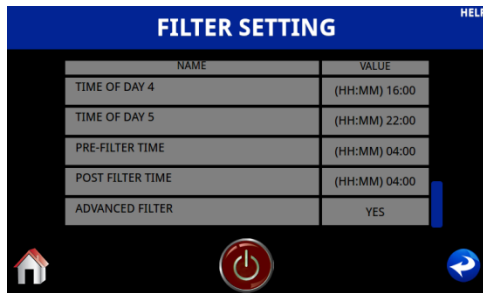 FILTER SETTING
HELP
NAME VALUE
TIME OF DAY 4 (HH:MM) 16:00
TIME OF DAY 5 (HH:MM) 22:00
PRE-FILTER TIME (HH:MM) 04:00
POST FILTER TIME (HH:MM) 04:00
ADVANCED FILTER YES